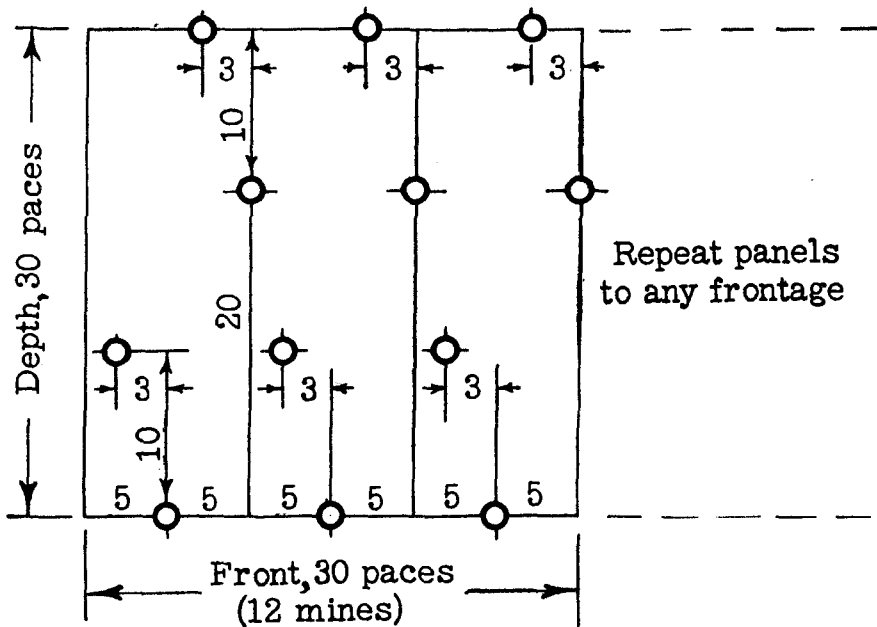 3 3 3
10
Depth, 30 paces
Repeat panels
to any frontage
20
3 3 3
10
5 5 5 5 5 5
Front, 30 paces
(12 mines)